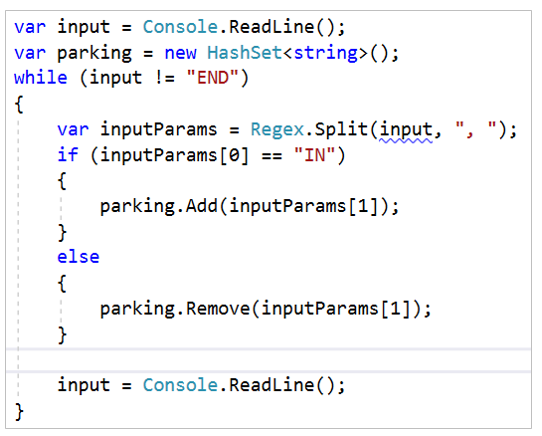 var input = Console.ReadLine();
var parking = new HashSet<string>();
while (input != "END")
{
    var inputParams = Regex.Split(input, ", ");
    if (inputParams[0] == "IN")
    {
        parking.Add(inputParams[1]);
    }
    else
    {
        parking.Remove(inputParams[1]);
    }
    input = Console.ReadLine();
}